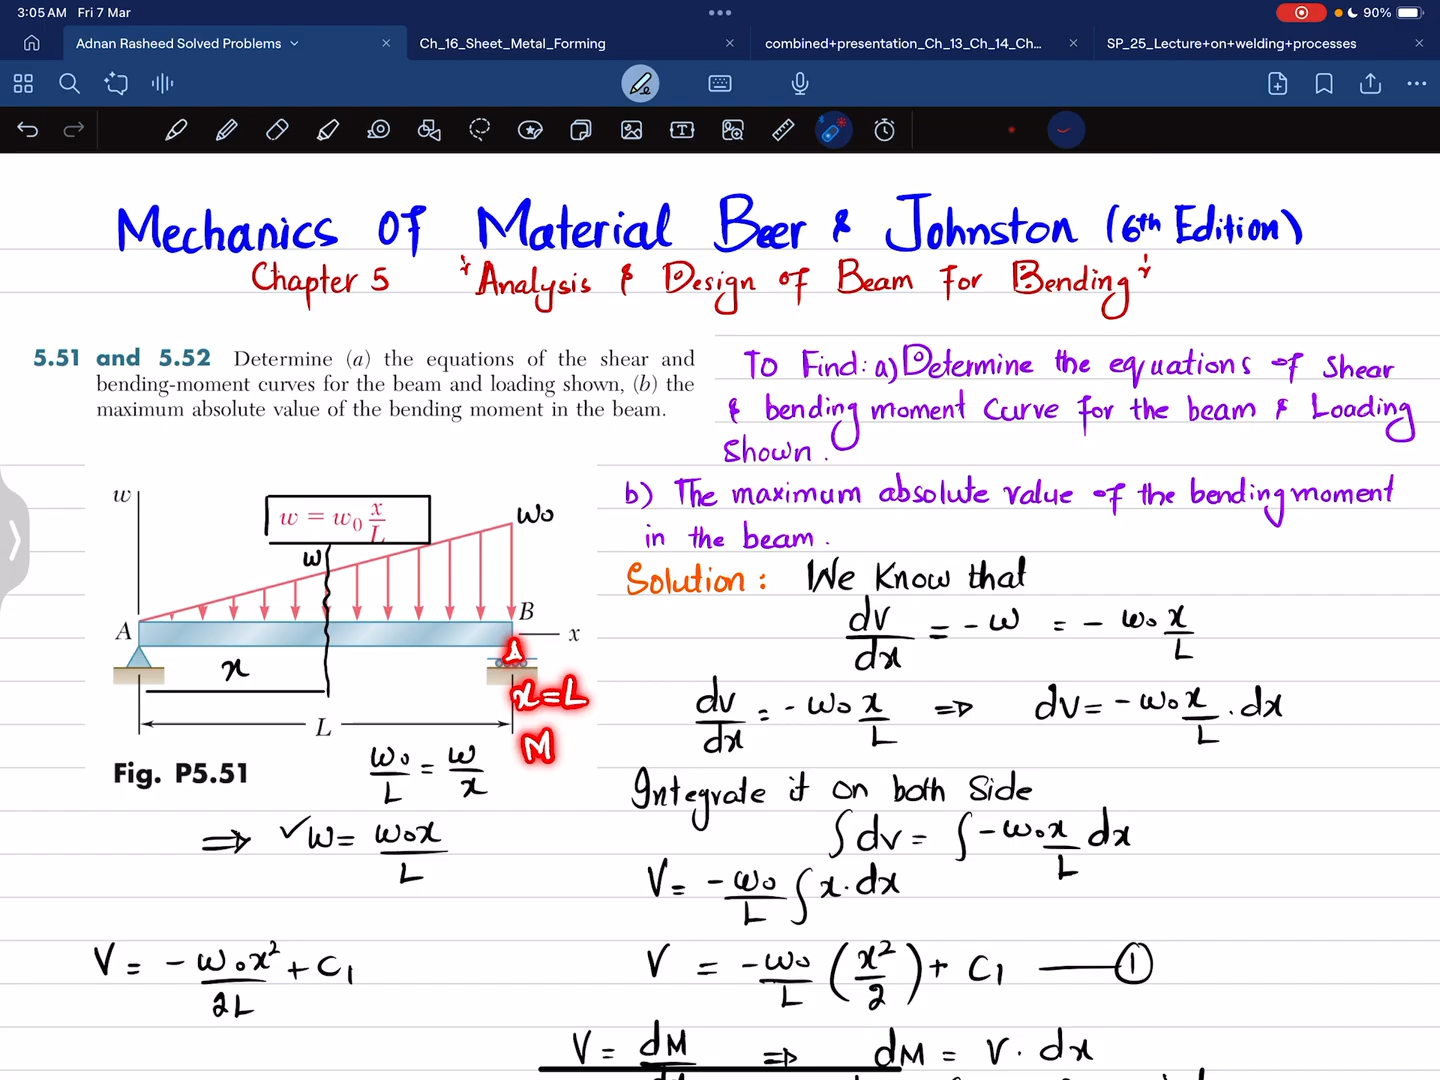 3:05 AM Fri 7 Mar
90%
Adnan Rasheed Solved Problems
Ch_16_Sheet_Metal_Forming
combined+presentation_Ch_13_Ch_14_Ch...
SP_25_Lecture+on+welding+processes
Mechanics Of Material Beer & Johnston (6th Edition)
Chapter 5 "Analysis & Design of Beam For Bending"
5.51 and 5.52 Determine (a) the equations of the shear and
bending-moment curves for the beam and loading shown, (b) the
maximum absolute value of the bending moment in the beam.
To Find: a) Determine the equations of Shear
& bending moment Curve for the beam & Loading
Shown.
b) The maximum absolute value of the bending moment
in the beam.
w
w = w₀ x/L
w
w₀
A
B
x
x
x = L
L
M
Fig. P5.51
w₀/L = w/x
⇒ ✓w = w₀x/L
V = -w₀x²/2L + C₁
Solution: We Know that
dv/dx = -w = -w₀ x/L
dv/dx = -w₀ x/L ⇒ dv = -w₀ x/L · dx
Integrate it on both Side
∫dv = ∫-w₀ x/L dx
V = -w₀/L ∫x·dx
V = -w₀/L (x²/2) + C₁ —— ①
V = dM/dx ⇒ dM = V · dx